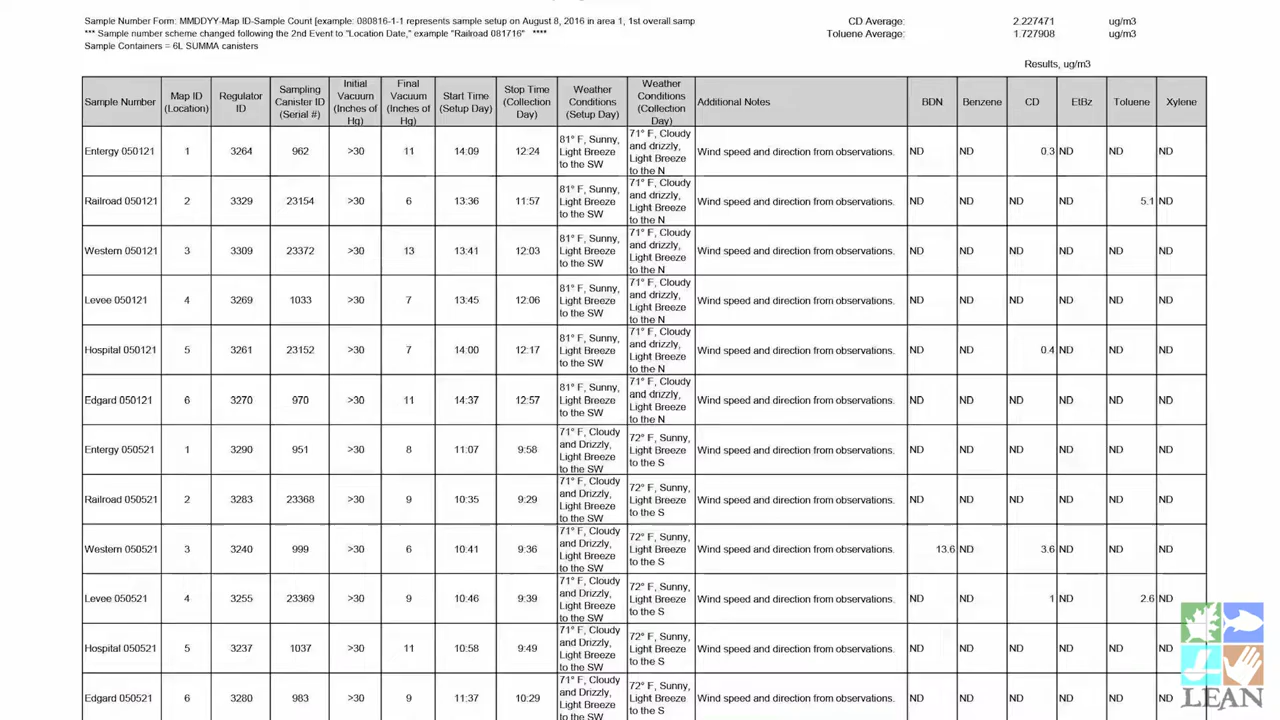 Sample Number Form: MMDDYY-Map ID-Sample Count [example: 080816-1-1 represents sample setup on August 8, 2016 in area 1, 1st overall samp
*** Sample number scheme changed following the 2nd Event to "Location Date," example "Railroad 081716" ****
Sample Containers = 6L SUMMA canisters
CD Average: 2.227471 ug/m3
Toluene Average: 1.727908 ug/m3
Results, ug/m3
Sample Number Map ID (Location) Regulator ID Sampling Canister ID (Serial #) Initial Vacuum (Inches of Hg) Final Vacuum (Inches of Hg) Start Time (Setup Day) Stop Time (Collection Day) Weather Conditions (Setup Day) Weather Conditions (Collection Day) Additional Notes BDN Benzene CD EtBz Toluene Xylene
Entergy 050121 1 3264 962 >30 11 14:09 12:24 81° F, Sunny, Light Breeze to the SW 71° F, Cloudy and drizzly, Light Breeze to the N Wind speed and direction from observations. ND ND 0.3 ND ND ND
Railroad 050121 2 3329 23154 >30 6 13:36 11:57 81° F, Sunny, Light Breeze to the SW 71° F, Cloudy and drizzly, Light Breeze to the N Wind speed and direction from observations. ND ND ND ND 5.1 ND
Western 050121 3 3309 23372 >30 13 13:41 12:03 81° F, Sunny, Light Breeze to the SW 71° F, Cloudy and drizzly, Light Breeze to the N Wind speed and direction from observations. ND ND ND ND ND ND
Levee 050121 4 3269 1033 >30 7 13:45 12:06 81° F, Sunny, Light Breeze to the SW 71° F, Cloudy and drizzly, Light Breeze to the N Wind speed and direction from observations. ND ND ND ND ND ND
Hospital 050121 5 3261 23152 >30 7 14:00 12:17 81° F, Sunny, Light Breeze to the SW 71° F, Cloudy and drizzly, Light Breeze to the N Wind speed and direction from observations. ND ND 0.4 ND ND ND
Edgard 050121 6 3270 970 >30 11 14:37 12:57 81° F, Sunny, Light Breeze to the SW 71° F, Cloudy and drizzly, Light Breeze to the N Wind speed and direction from observations. ND ND ND ND ND ND
Entergy 050521 1 3290 951 >30 8 11:07 9:58 71° F, Cloudy and Drizzly, Light Breeze to the SW 72° F, Sunny, Light Breeze to the S Wind speed and direction from observations. ND ND ND ND ND ND
Railroad 050521 2 3283 23368 >30 9 10:35 9:29 71° F, Cloudy and Drizzly, Light Breeze to the SW 72° F, Sunny, Light Breeze to the S Wind speed and direction from observations. ND ND ND ND ND ND
Western 050521 3 3240 999 >30 6 10:41 9:36 71° F, Cloudy and Drizzly, Light Breeze to the SW 72° F, Sunny, Light Breeze to the S Wind speed and direction from observations. 13.6 ND 3.6 ND ND ND
Levee 050521 4 3255 23369 >30 9 10:46 9:39 71° F, Cloudy and Drizzly, Light Breeze to the SW 72° F, Sunny, Light Breeze to the S Wind speed and direction from observations. ND ND 1 ND 2.6 ND
Hospital 050521 5 3237 1037 >30 11 10:58 9:49 71° F, Cloudy and Drizzly, Light Breeze to the SW 72° F, Sunny, Light Breeze to the S Wind speed and direction from observations. ND ND ND ND ND ND
Edgard 050521 6 3280 983 >30 9 11:37 10:29 71° F, Cloudy and Drizzly, Light Breeze to the SW 72° F, Sunny, Light Breeze to the S Wind speed and direction from observations. ND ND ND ND ND ND
LEAN